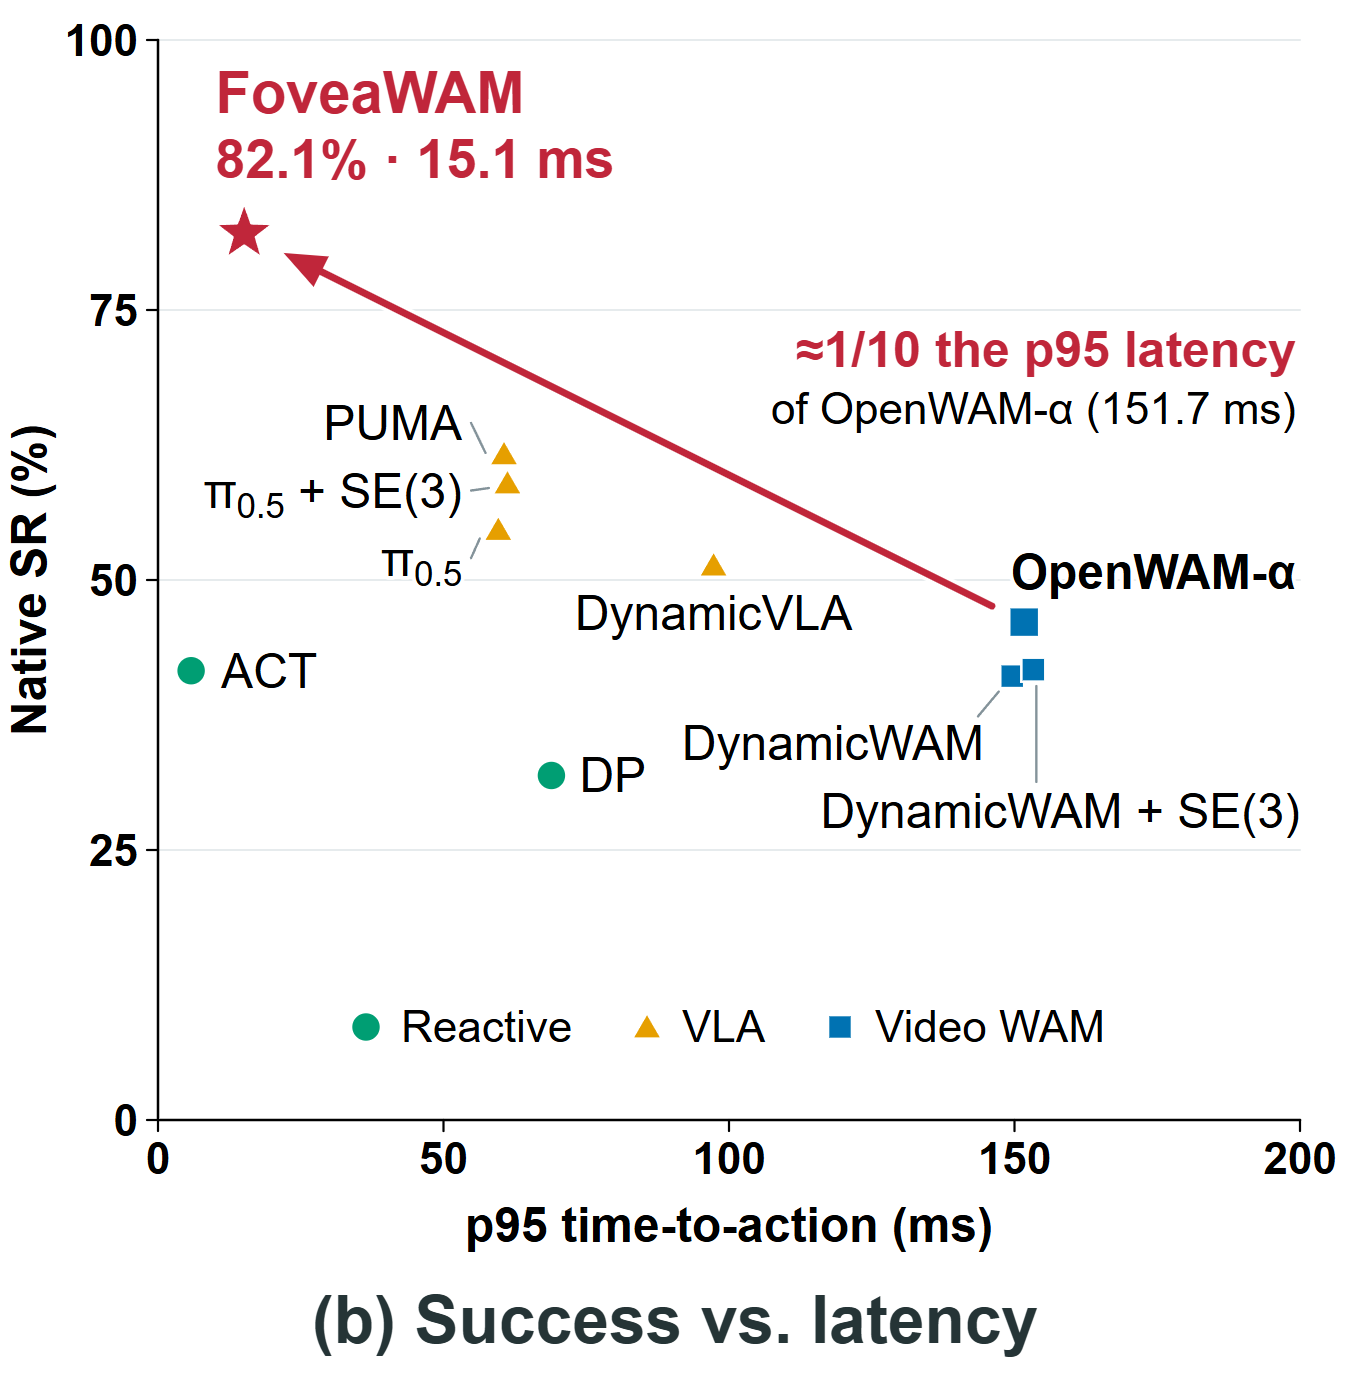 100
FoveaWAM
82.1% · 15.1 ms
75
≈1/10 the p95 latency
of OpenWAM-α (151.7 ms)
PUMA
π0.5 + SE(3)
π0.5
50
OpenWAM-α
DynamicVLA
Native SR (%)
ACT
DynamicWAM
DP
DynamicWAM + SE(3)
25
Reactive VLA Video WAM
0
0 50 100 150 200
p95 time-to-action (ms)
(b) Success vs. latency